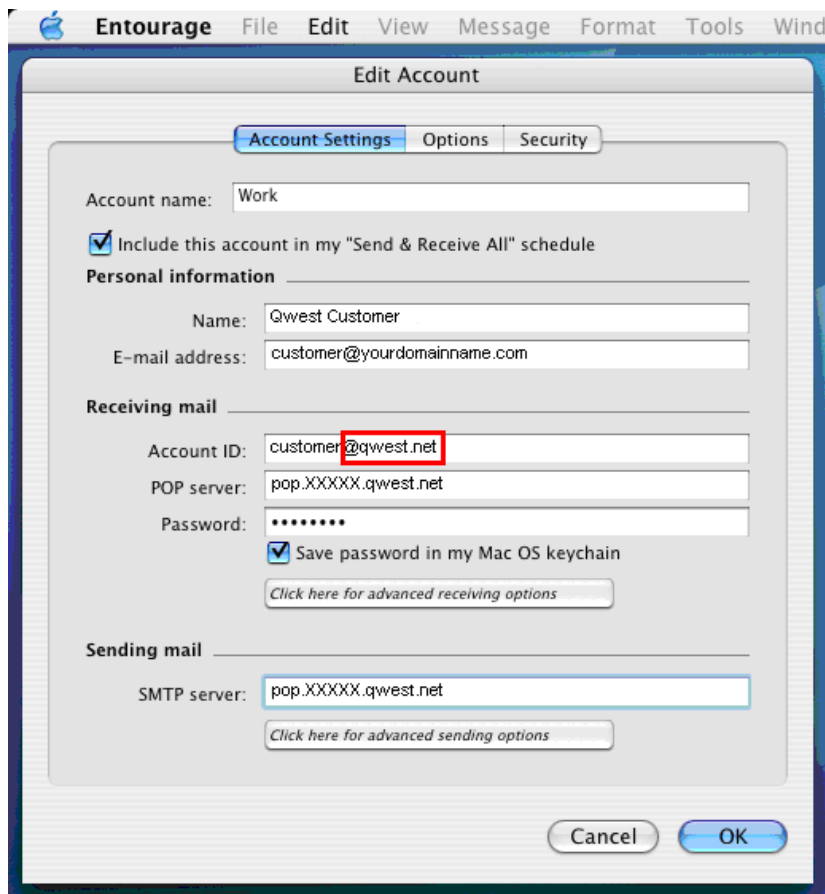 Entourage File Edit View Message Format Tools Wind
Edit Account
Account Settings Options Security
Account name: Work
Include this account in my "Send & Receive All" schedule
Personal information
Name: Qwest Customer
E-mail address: customer@yourdomainname.com
Receiving mail
Account ID: customer@qwest.net
POP server: pop.XXXXX.qwest.net
Password: ••••••••
Save password in my Mac OS keychain
Click here for advanced receiving options
Sending mail
SMTP server: pop.XXXXX.qwest.net
Click here for advanced sending options
Cancel OK